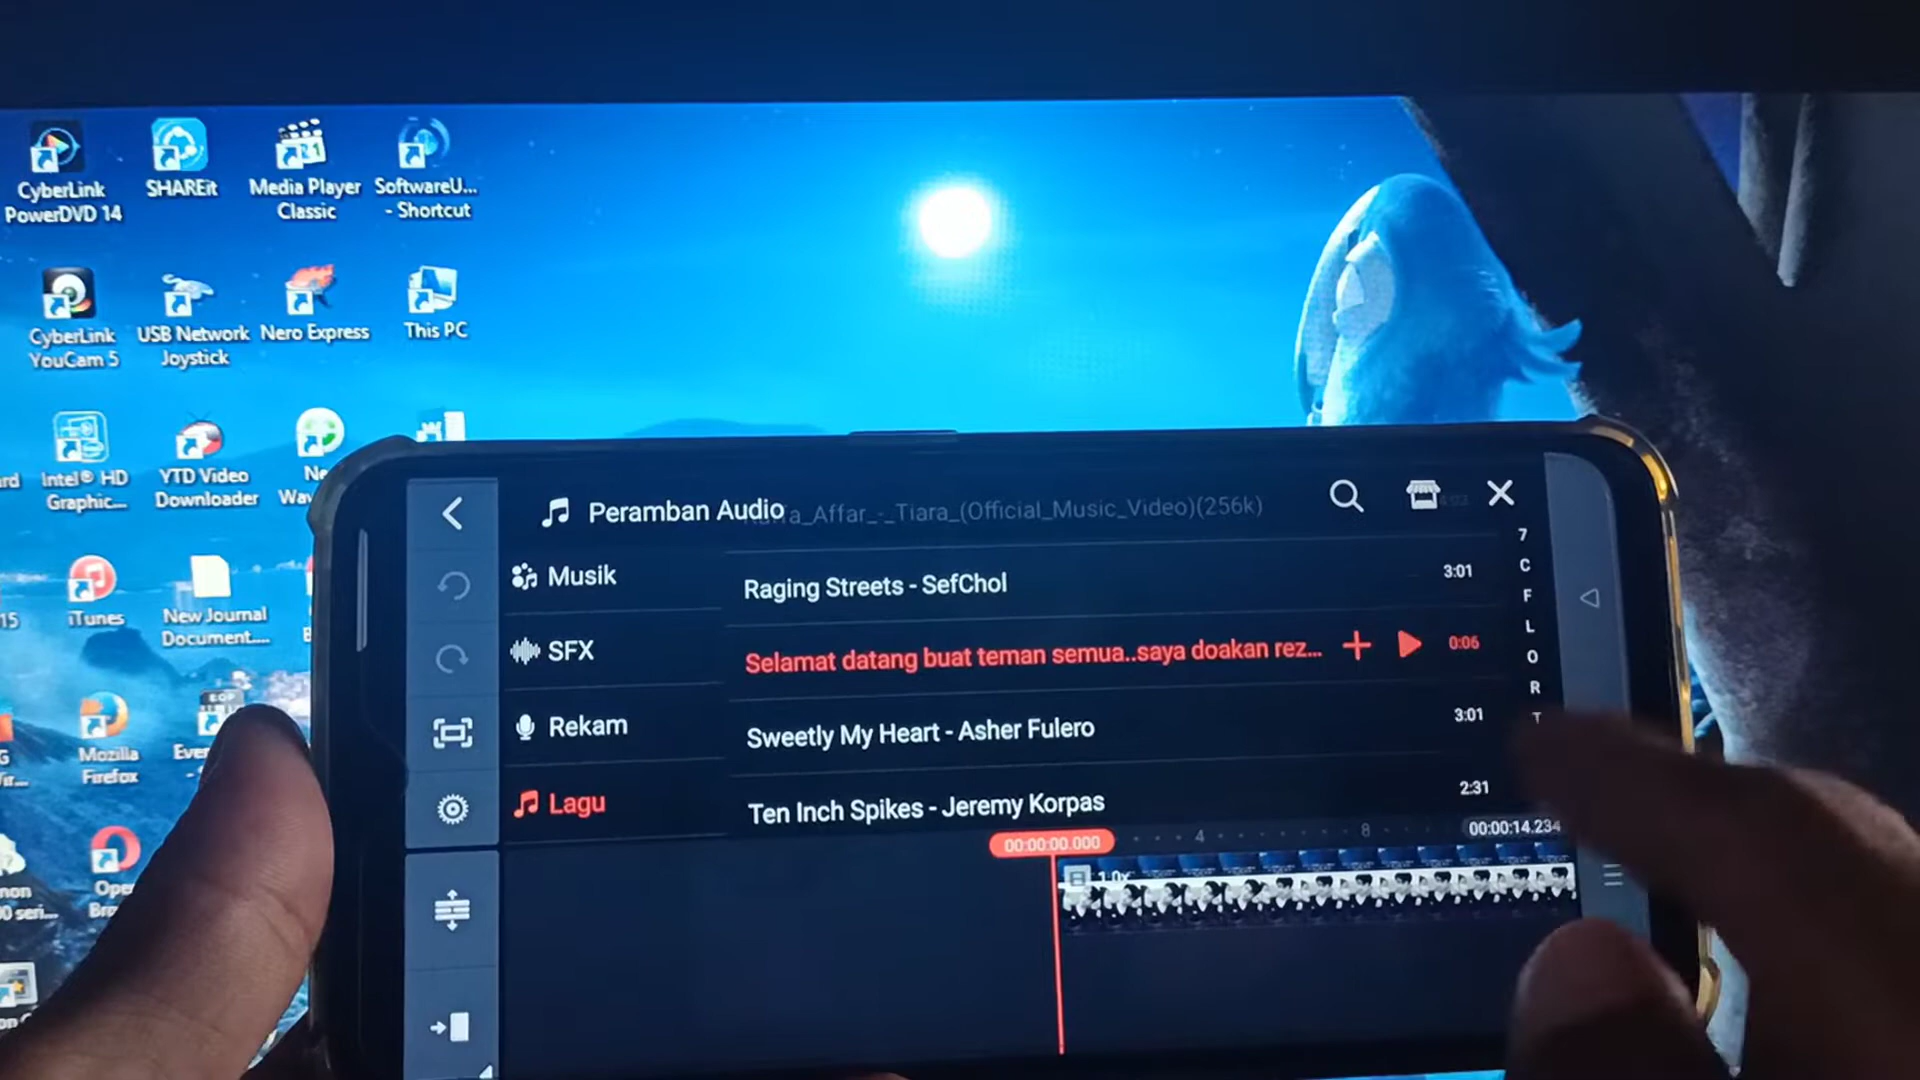 CyberLink
PowerDVD 14
SHAREit
Media Player
Classic
SoftwareU...
- Shortcut
CyberLink
YouCam 5
USB Network
Joystick
Nero Express
This PC
Intel® HD
Graphic...
YTD Video
Downloader
iTunes
New Journal
Document....
Mozilla
Firefox
Peramban Audio
_Affar_-_Tiara_(Official_Music_Video)(256k)
Musik
SFX
Rekam
Lagu
Raging Streets - SefChol
3:01
Selamat datang buat teman semua..saya doakan rez...
0:06
Sweetly My Heart - Asher Fulero
3:01
Ten Inch Spikes - Jeremy Korpas
2:31
7
C
F
L
O
R
T
00:00:00.000
4
8
00:00:14.234
1.0x